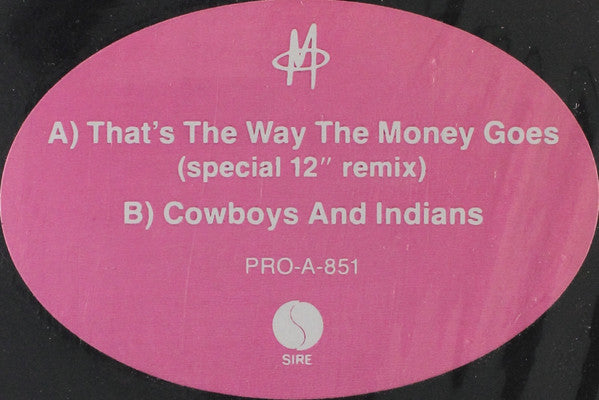 M
A) That's The Way The Money Goes
(special 12" remix)
B) Cowboys And Indians
PRO-A-851
SIRE